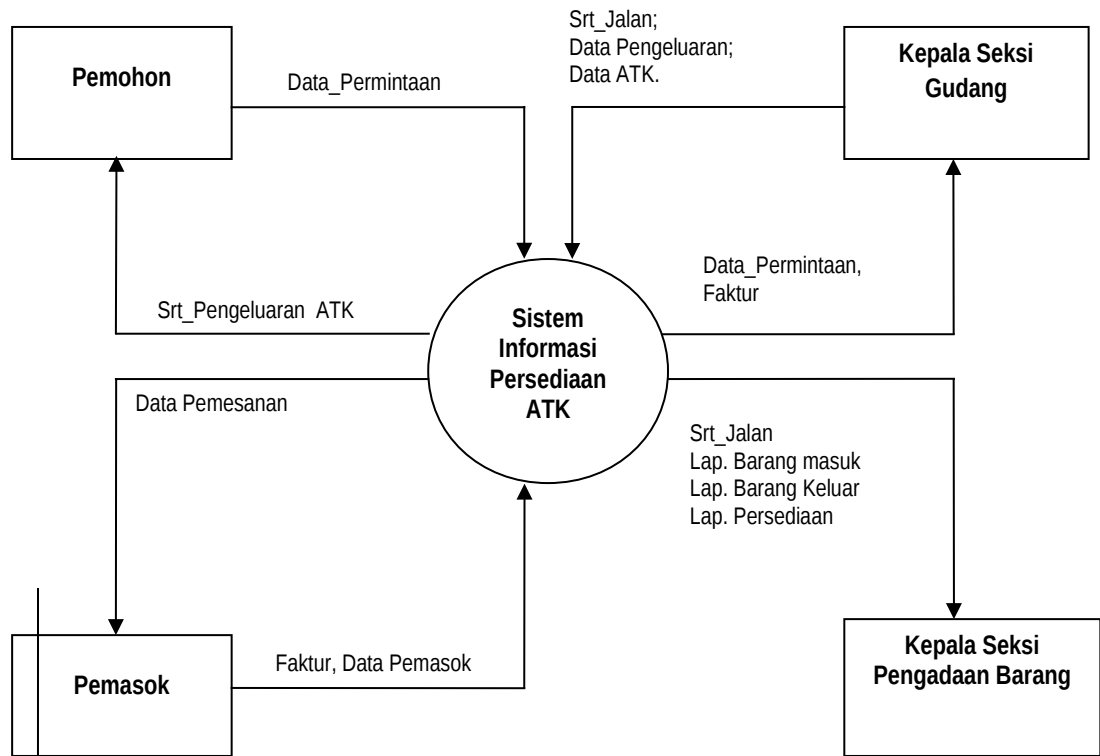 Srt_Jalan;
Data Pengeluaran;
Data ATK.
Pemohon
Data_Permintaan
Kepala Seksi
Gudang
Data_Permintaan,
Faktur
Srt_Pengeluaran ATK
Sistem
Informasi
Persediaan
ATK
Data Pemesanan
Srt_Jalan
Lap. Barang masuk
Lap. Barang Keluar
Lap. Persediaan
Pemasok
Faktur, Data Pemasok
Kepala Seksi
Pengadaan Barang